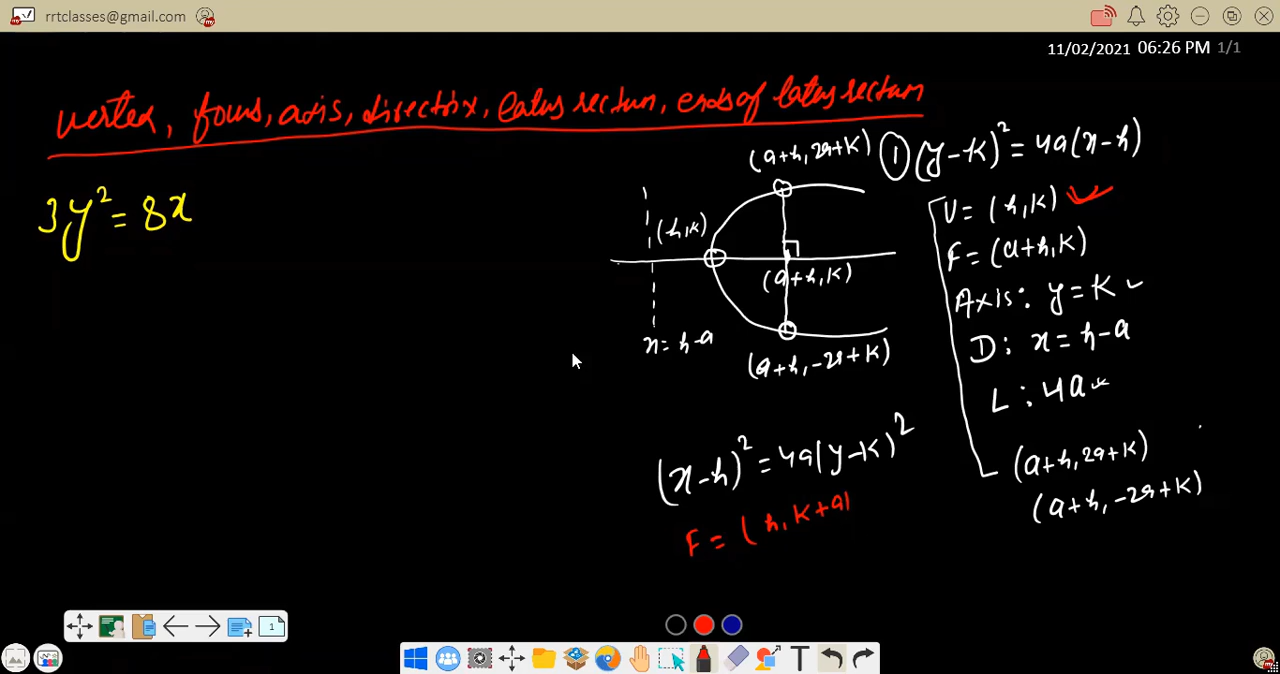 rrtclasses@gmail.com
11/02/2021 06:26 PM 1/1
vertex, focus, axis, directrix, latus rectum, ends of latus rectum
3y² = 8x
(a+h, 2a+k)
(h,k)
(a+h, k)
x = h-a
(a+h, -2a+k)
① (y-k)² = 4a(x-h)
V = (h,k)
F = (a+h, k)
Axis: y = k
D: x = h-a
L: 4a
(a+h, 2a+k)
(a+h, -2a+k)
(x-h)² = 4a(y-k)²
F = (h, k+a)
1
T